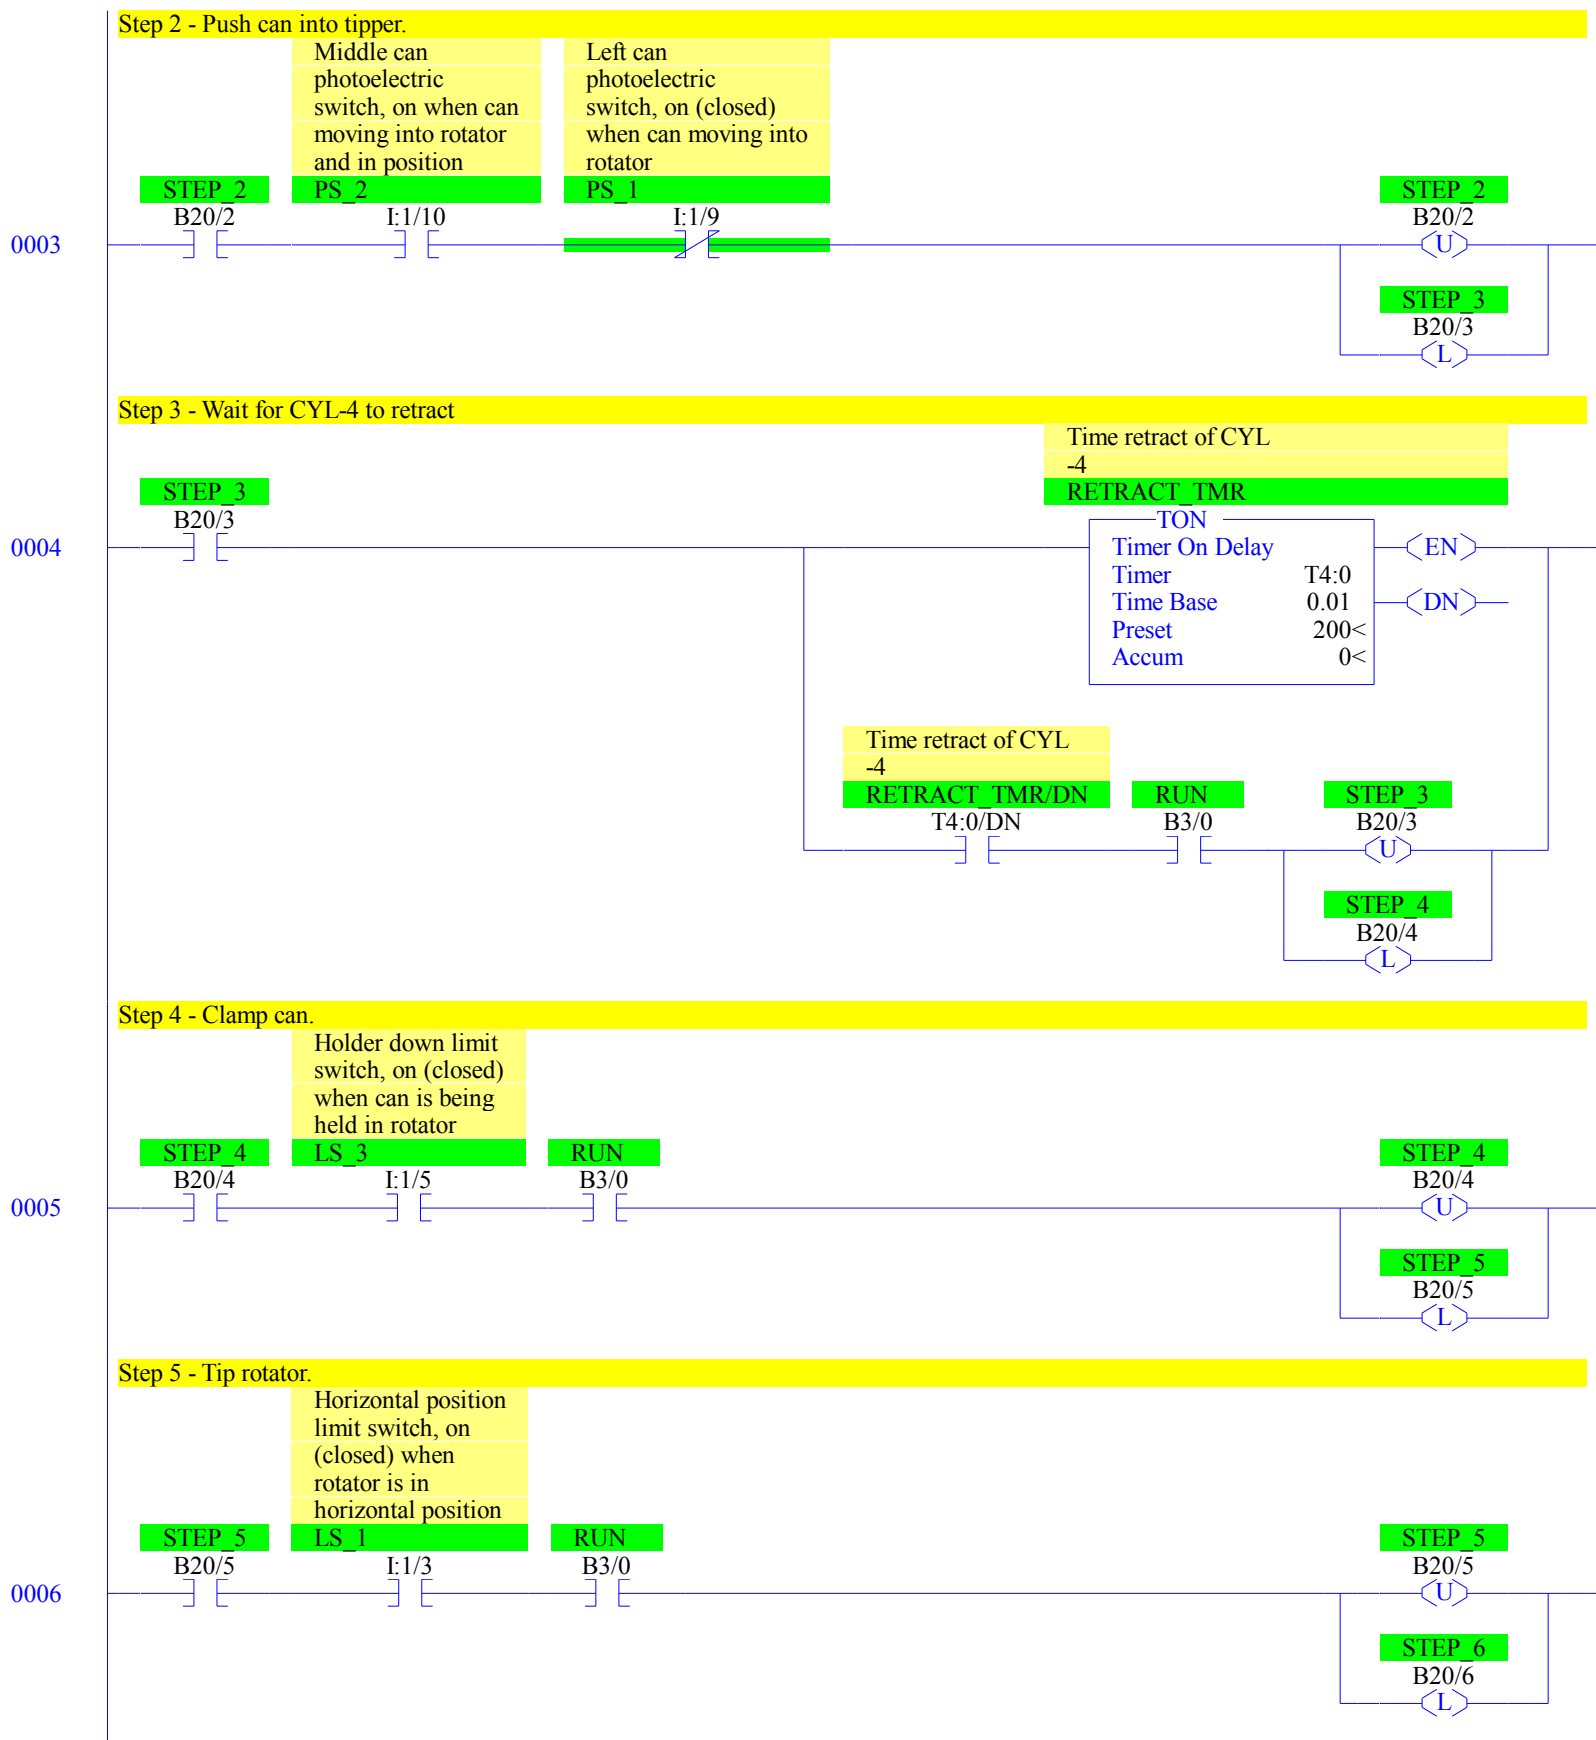 Step 2 - Push can into tipper.
Middle can
photoelectric
switch, on when can
moving into rotator
and in position
Left can
photoelectric
switch, on (closed)
when can moving into
rotator
STEP_2
PS_2
PS_1
STEP_2
B20/2
I:1/10
I:1/9
B20/2
0003
U
STEP_3
B20/3
L
Step 3 - Wait for CYL-4 to retract
Time retract of CYL
-4
STEP_3
RETRACT_TMR
B20/3
TON
0004
Timer On Delay
EN
Timer T4:0
Time Base 0.01
DN
Preset 200<
Accum 0<
Time retract of CYL
-4
RETRACT_TMR/DN
RUN
STEP_3
T4:0/DN
B3/0
B20/3
U
STEP_4
B20/4
L
Step 4 - Clamp can.
Holder down limit
switch, on (closed)
when can is being
held in rotator
STEP_4
LS_3
RUN
STEP_4
B20/4
I:1/5
B3/0
B20/4
0005
U
STEP_5
B20/5
L
Step 5 - Tip rotator.
Horizontal position
limit switch, on
(closed) when
rotator is in
horizontal position
STEP_5
LS_1
RUN
STEP_5
B20/5
I:1/3
B3/0
B20/5
0006
U
STEP_6
B20/6
L